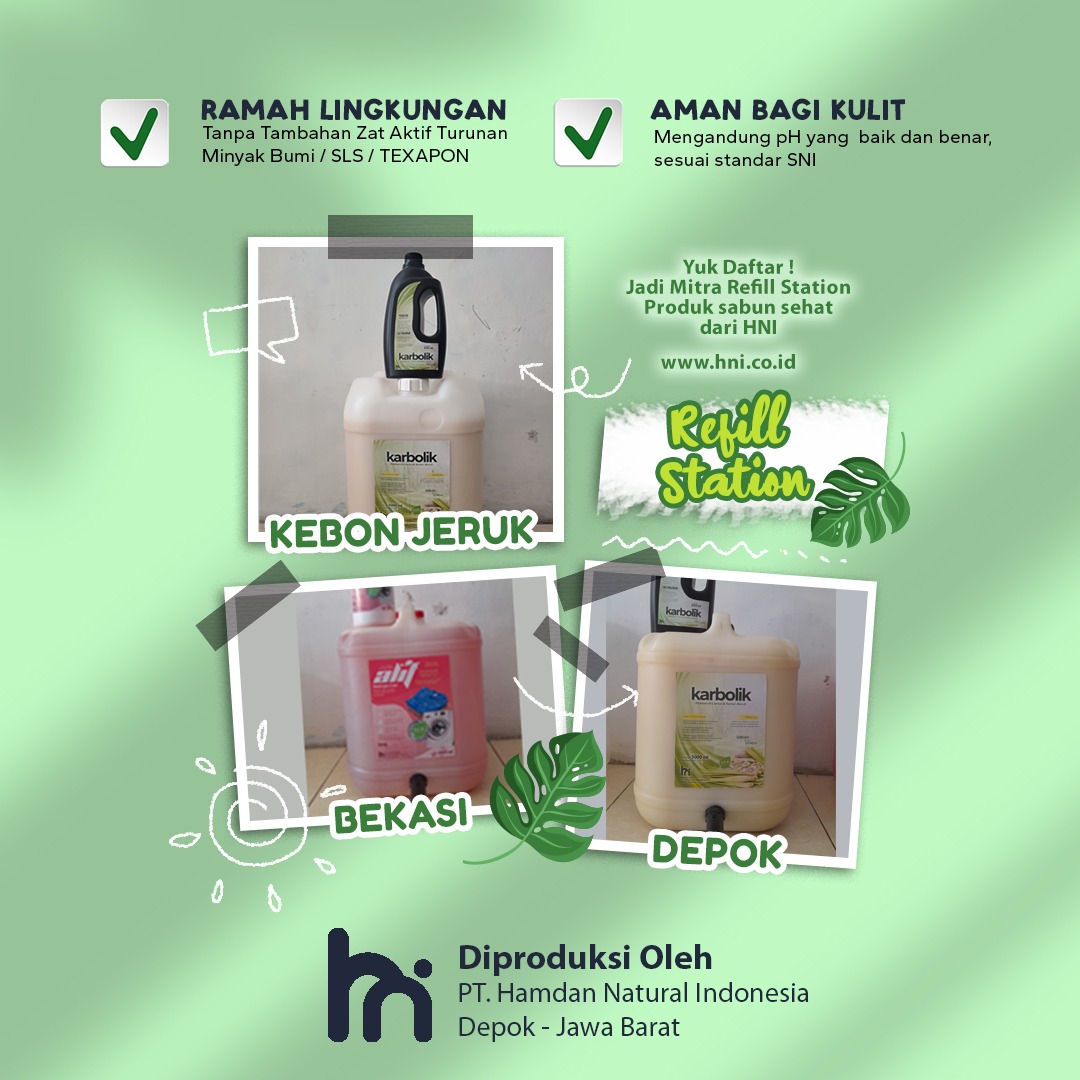 RAMAH LINGKUNGAN
Tanpa Tambahan Zat Aktif Turunan
Minyak Bumi / SLS / TEXAPON
AMAN BAGI KULIT
Mengandung pH yang baik dan benar,
sesuai standar SNI
Yuk Daftar !
Jadi Mitra Refill Station
Produk sabun sehat
dari HNI
www.hni.co.id
Refill
Station
karbolik
karbolik
KEBON JERUK
alif
BEKASI
karbolik
karbolik
5000 ml
hni
DEPOK
hni
Diproduksi Oleh
PT. Hamdan Natural Indonesia
Depok - Jawa Barat